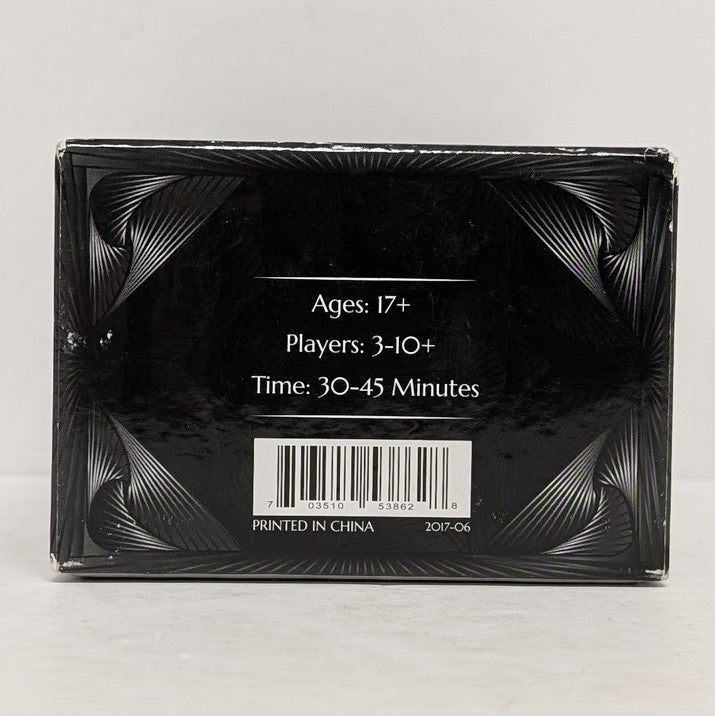 Ages: 17+
Players: 3-10+
Time: 30-45 Minutes
7 03510 53862 8
PRINTED IN CHINA 2017-06